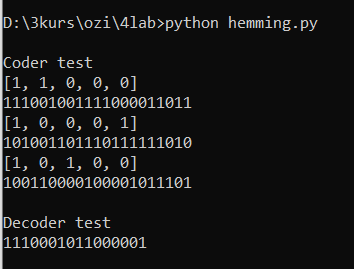 D:\3kurs\ozi\4lab>python hemming.py
Coder test
[1, 1, 0, 0, 0]
111001001111000011011
[1, 0, 0, 0, 1]
101001101110111111010
[1, 0, 1, 0, 0]
100110000100001011101
Decoder test
1110001011000001